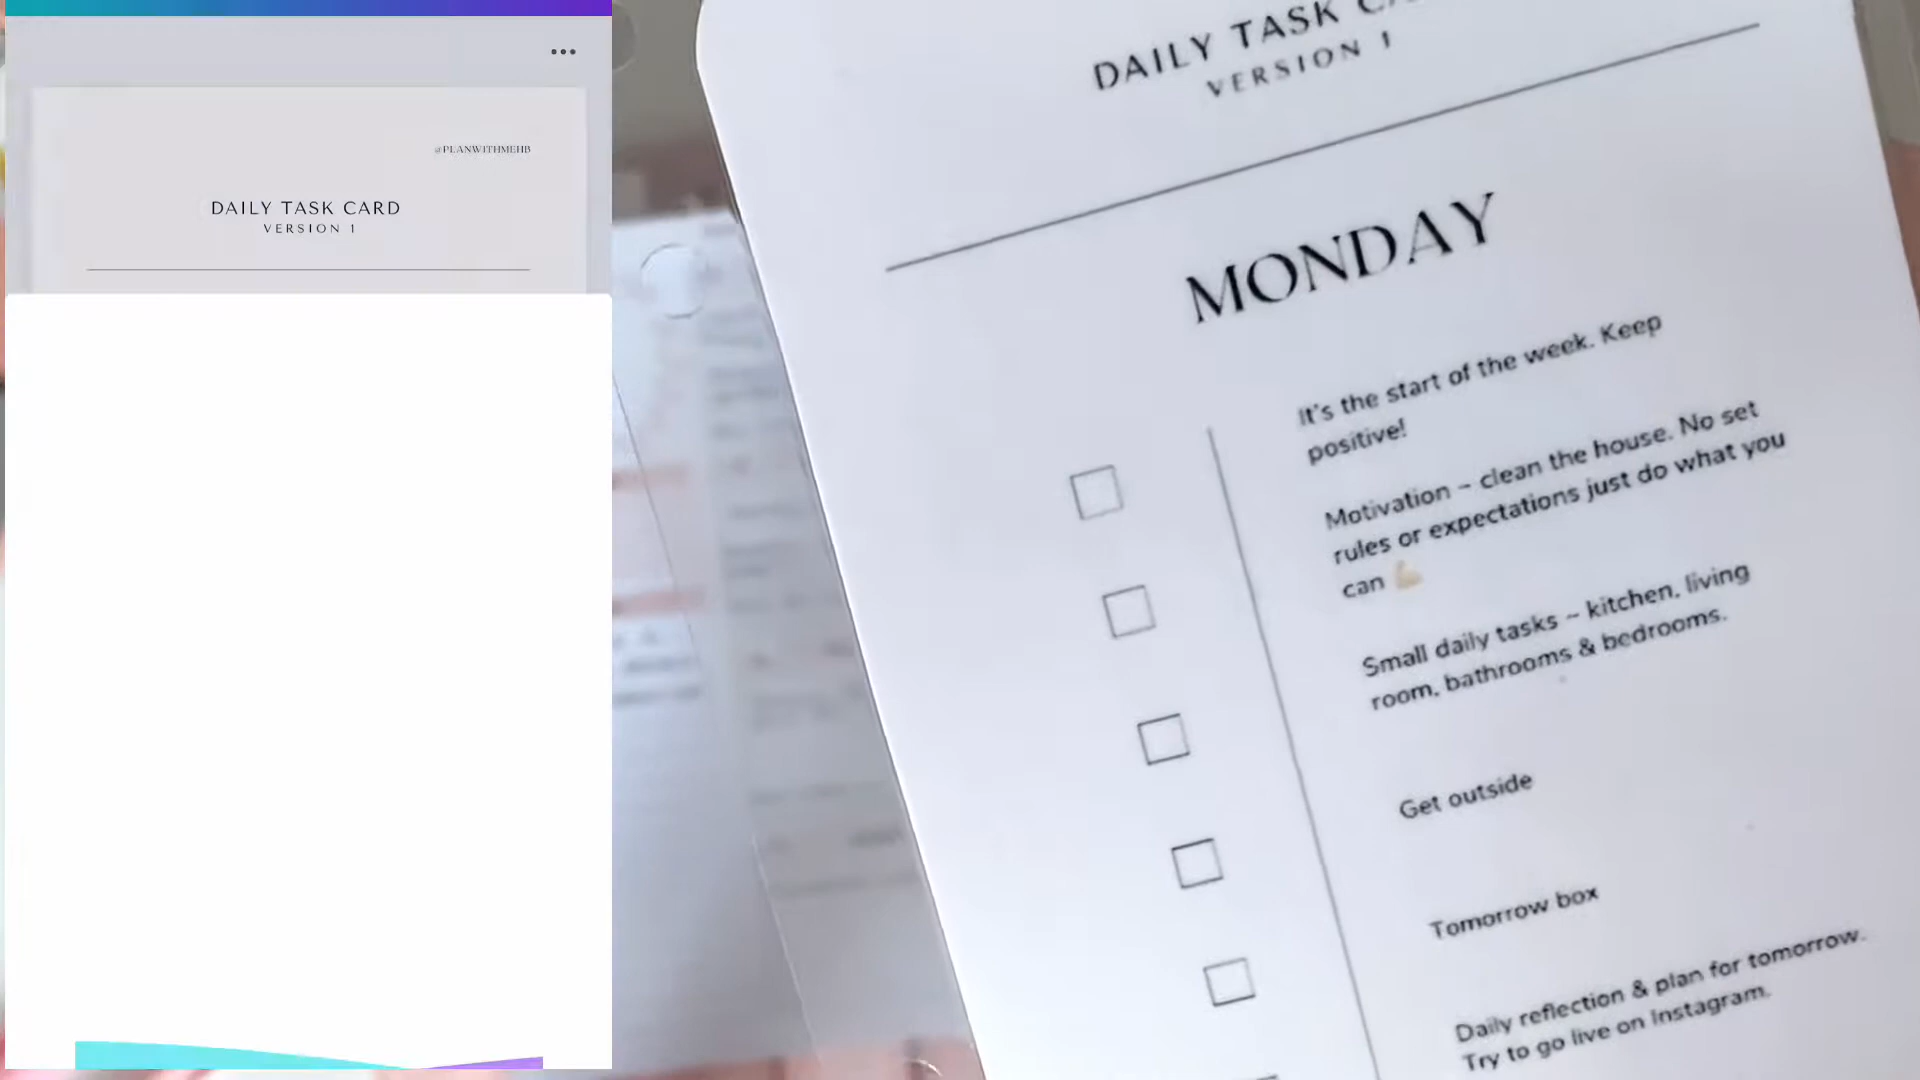 @PLANWITHMEHB
DAILY TASK CARD
VERSION 1
DAILY TASK
VERSION 1
MONDAY
It's the start of the week. Keep
positive!
Motivation – clean the house. No set
rules or expectations just do what you
can 💪🏼
Small daily tasks – kitchen, living
room, bathrooms & bedrooms.
Get outside
Tomorrow box
Daily reflection & plan for tomorrow.
Try to go live on Instagram.